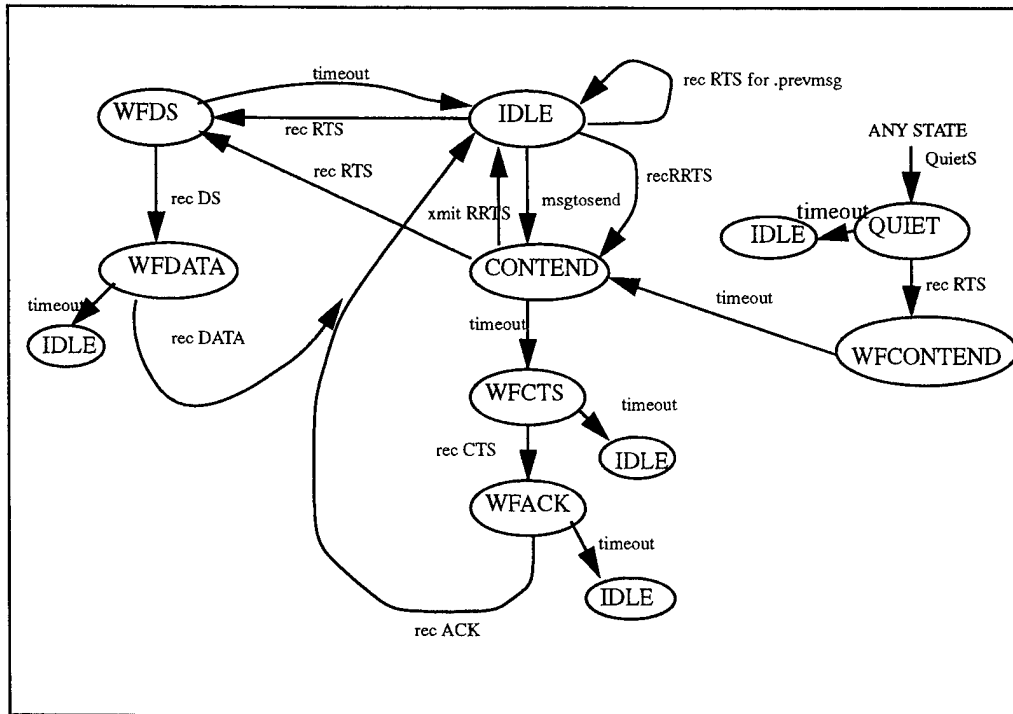 timeout
rec RTS for .prevmsg
WFDS
IDLE
rec RTS
ANY STATE
QuietS
rec RTS
recRRTS
rec DS
xmit RRTS
msgtosend
timeout
IDLE
QUIET
WFDATA
CONTEND
rec RTS
timeout
timeout
timeout
IDLE
rec DATA
WFCONTEND
WFCTS
timeout
rec CTS
IDLE
WFACK
timeout
IDLE
rec ACK